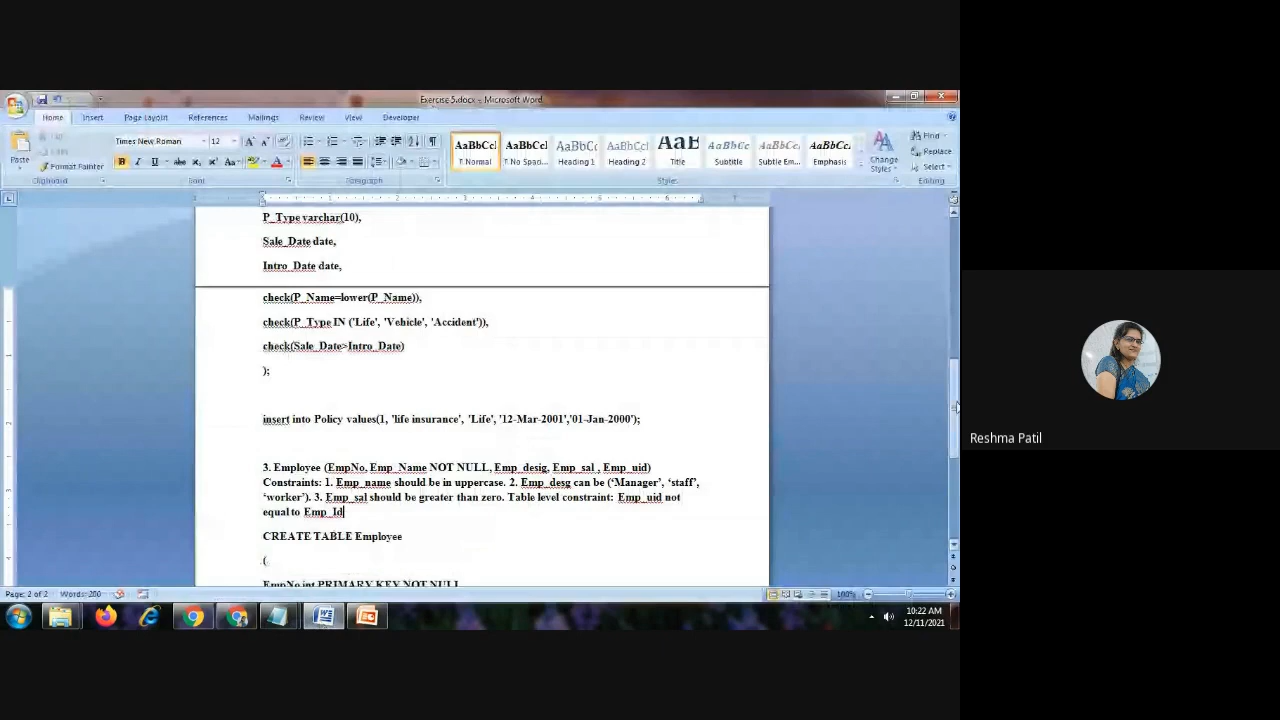 Exercise 5.docx - Microsoft Word
Home Insert Page Layout References Mailings Review View Developer
Times New Roman 12
AaBbCcI AaBbCcI AaBbCc AaBbCc AaB AaBbCcI AaBbCcI AaBbCcI
¶ Normal ¶ No Spaci... Heading 1 Heading 2 Title Subtitle Subtle Em... Emphasis
Paste
Format Painter
Change Styles
Find
Replace
Select
Clipboard Font Paragraph Styles Editing
P_Type varchar(10),
Sale_Date date,
Intro_Date date,
check(P_Name=lower(P_Name)),
check(P_Type IN ('Life', 'Vehicle', 'Accident')),
check(Sale_Date>Intro_Date)
);
insert into Policy values(1, 'life insurance', 'Life', '12-Mar-2001','01-Jan-2000');
3. Employee (EmpNo, Emp_Name NOT NULL, Emp_desig, Emp_sal , Emp_uid)
Constraints: 1. Emp_name should be in uppercase. 2. Emp_desg can be (‘Manager’, ‘staff’,
‘worker’). 3. Emp_sal should be greater than zero. Table level constraint: Emp_uid not
equal to Emp_Id
CREATE TABLE Employee
(
EmpNo int PRIMARY KEY NOT NULL
Page: 2 of 2 Words: 200
100%
10:22 AM
12/11/2021
Reshma Patil